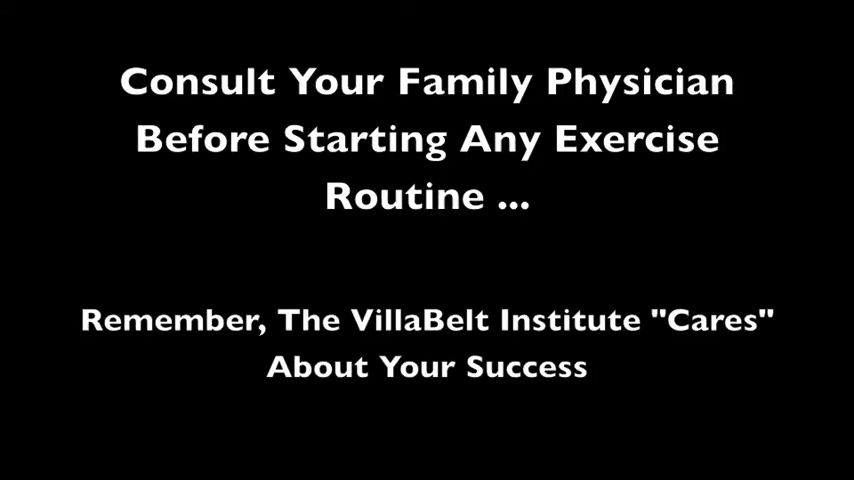 Consult Your Family Physician
Before Starting Any Exercise
Routine ...
Remember, The VillaBelt Institute "Cares"
About Your Success